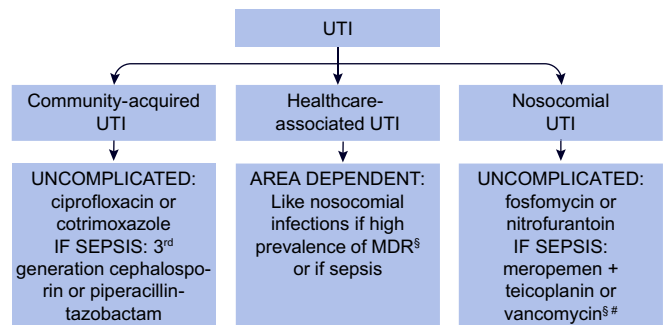 UTI
Community-acquired
UTI
Healthcare-
associated UTI
Nosocomial
UTI
UNCOMPLICATED:
ciprofloxacin or
cotrimoxazole
IF SEPSIS: 3rd
generation cephalospo-
rin or piperacillin-
tazobactam
AREA DEPENDENT:
Like nosocomial
infections if high
prevalence of MDR§
or if sepsis
UNCOMPLICATED:
fosfomycin or
nitrofurantoin
IF SEPSIS:
meropemen +
teicoplanin or
vancomycin§ #